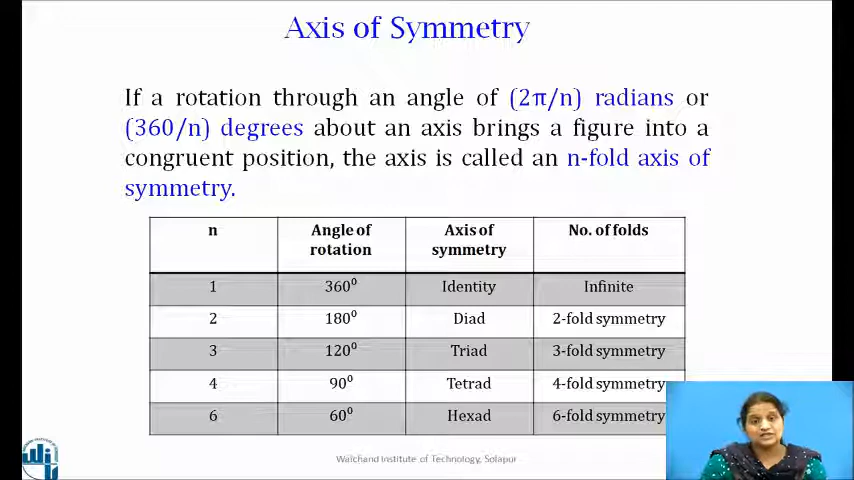 Axis of Symmetry
If a rotation through an angle of (2π/n) radians or
(360/n) degrees about an axis brings a figure into a
congruent position, the axis is called an n-fold axis of
symmetry.
n Angle of rotation Axis of symmetry No. of folds
1 360⁰ Identity Infinite
2 180⁰ Diad 2-fold symmetry
3 120⁰ Triad 3-fold symmetry
4 90⁰ Tetrad 4-fold symmetry
6 60⁰ Hexad 6-fold symmetry
Walchand Institute of Technology, Solapur